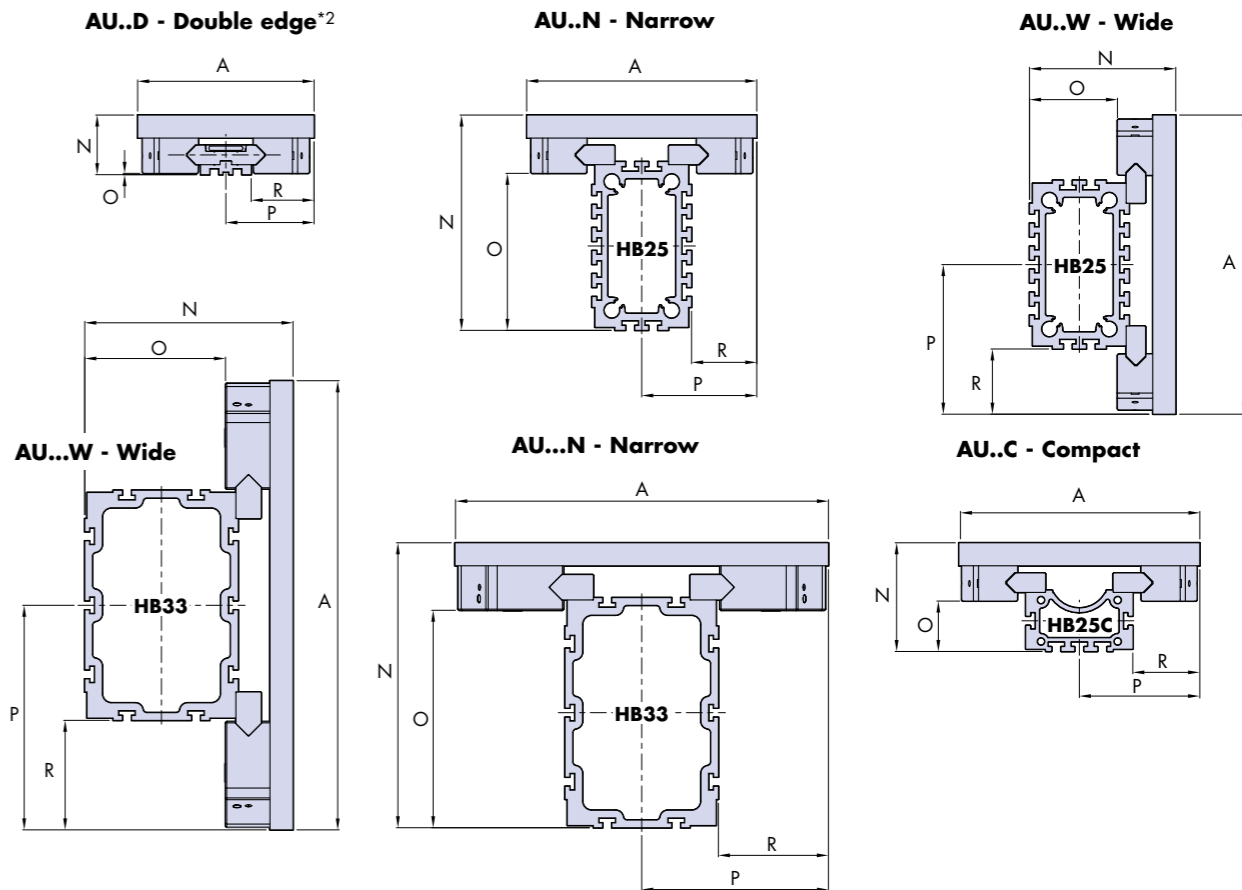 AU..D - Double edge*2
A
N
O
R
P
AU..N - Narrow
A
N
O
HB25
R
P
AU..W - Wide
N
O
HB25
A
P
R
AU...W - Wide
N
O
HB33
A
P
R
AU...N - Narrow
A
N
O
HB33
R
P
AU..C - Compact
A
N
O
HB25C
R
P